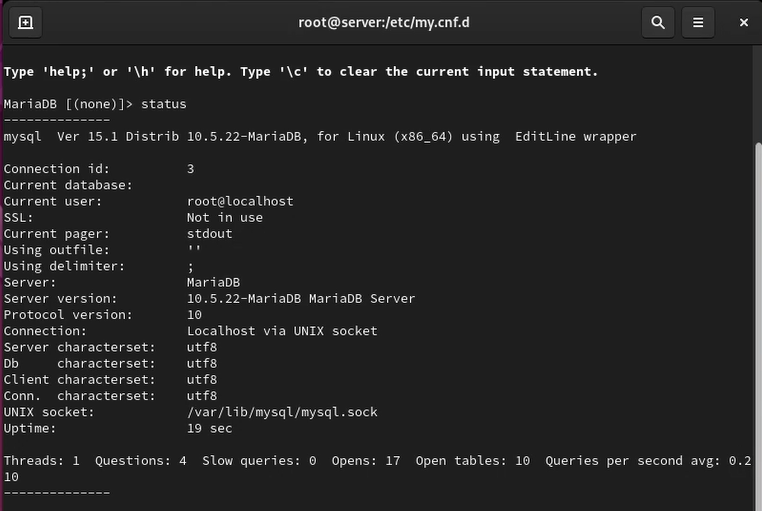 root@server:/etc/my.cnf.d
Type 'help;' or '\h' for help. Type '\c' to clear the current input statement.
MariaDB [(none)]> status
--------------
mysql  Ver 15.1 Distrib 10.5.22-MariaDB, for Linux (x86_64) using  EditLine wrapper
Connection id:          3
Current database:
Current user:           root@localhost
SSL:                    Not in use
Current pager:          stdout
Using outfile:          ''
Using delimiter:        ;
Server:                 MariaDB
Server version:         10.5.22-MariaDB MariaDB Server
Protocol version:       10
Connection:             Localhost via UNIX socket
Server characterset:    utf8
Db     characterset:    utf8
Client characterset:    utf8
Conn.  characterset:    utf8
UNIX socket:            /var/lib/mysql/mysql.sock
Uptime:                 19 sec
Threads: 1  Questions: 4  Slow queries: 0  Opens: 17  Open tables: 10  Queries per second avg: 0.2
10
--------------